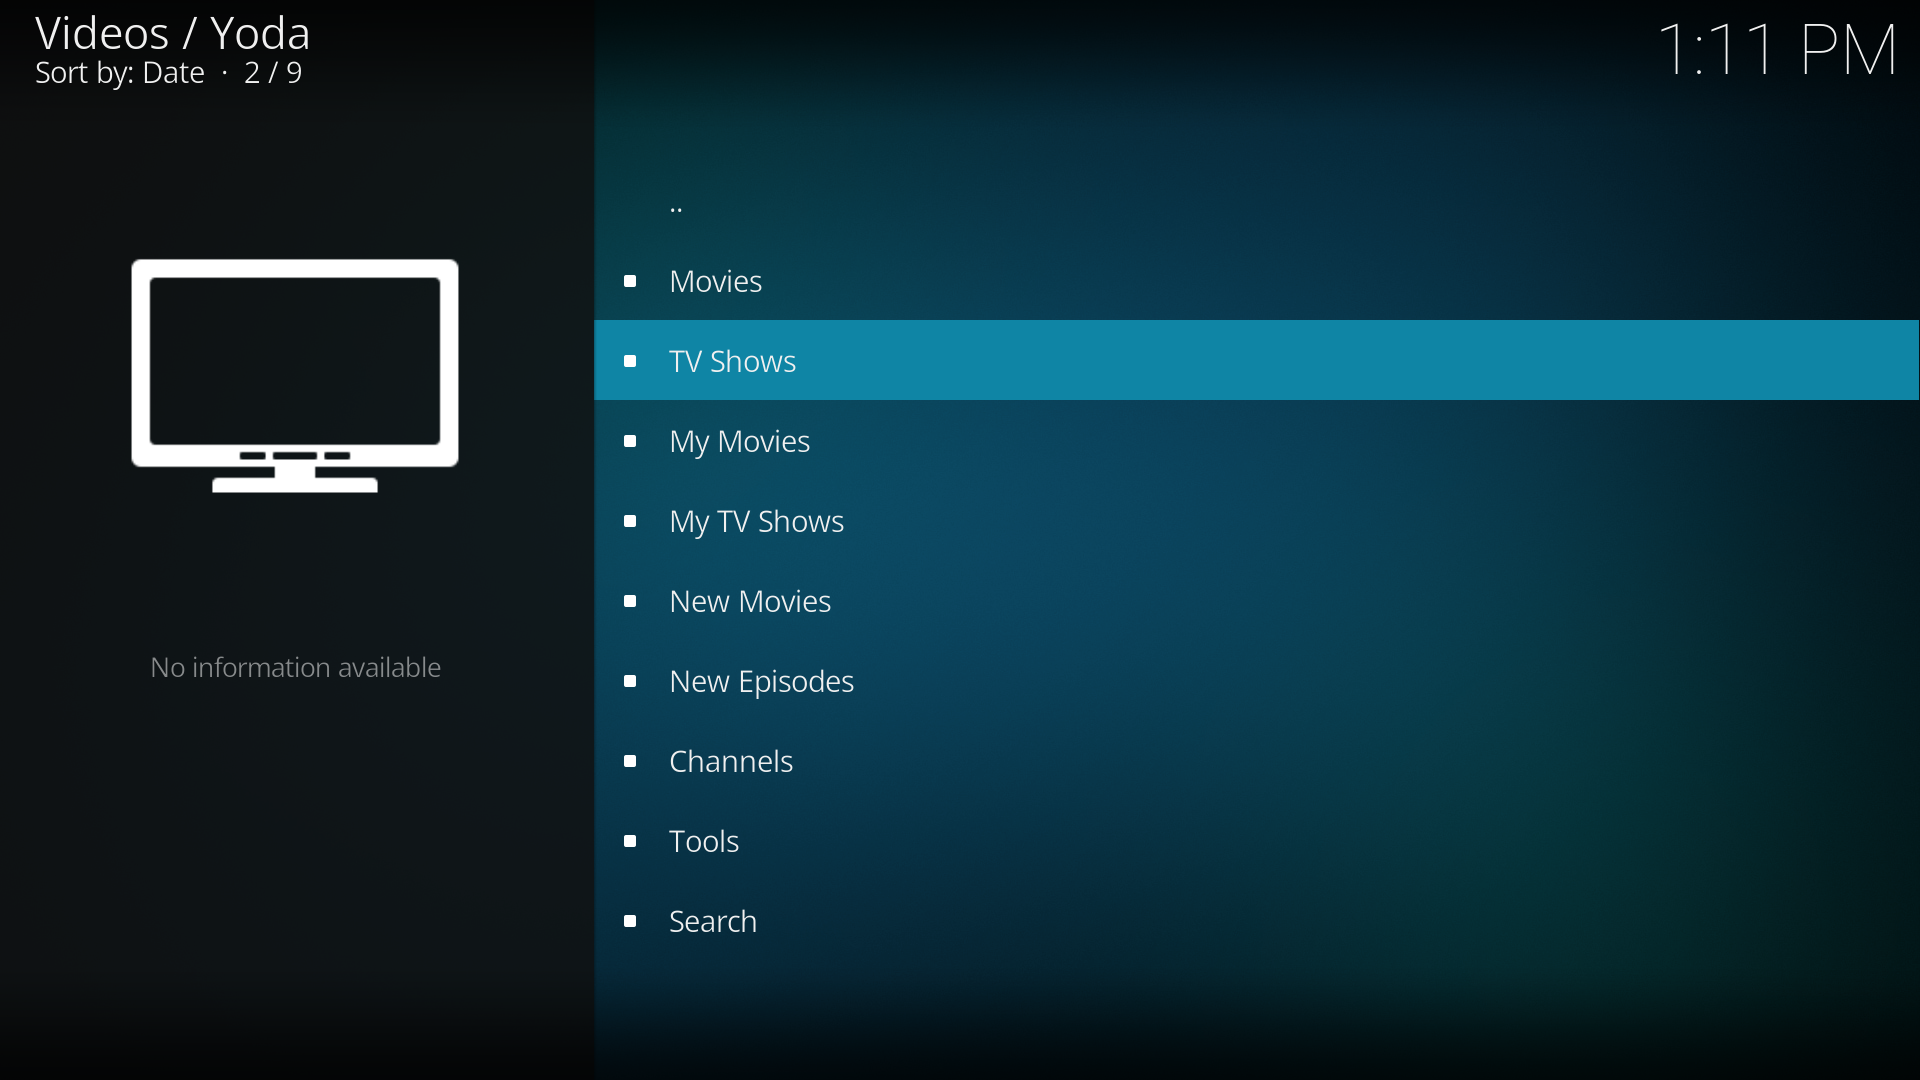 Videos / Yoda
Sort by: Date · 2 / 9
1:11 PM
..
Movies
TV Shows
My Movies
My TV Shows
New Movies
New Episodes
Channels
Tools
Search
No information available